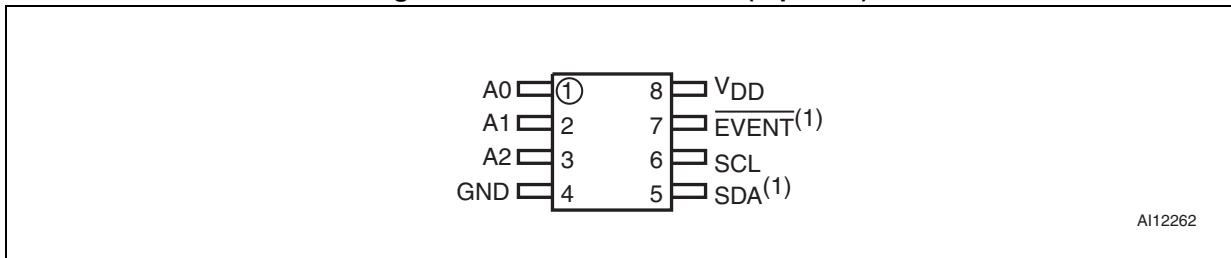 A0 1 8 VDD
A1 2 7 EVENT(1)
A2 3 6 SCL
GND 4 5 SDA(1)
AI12262